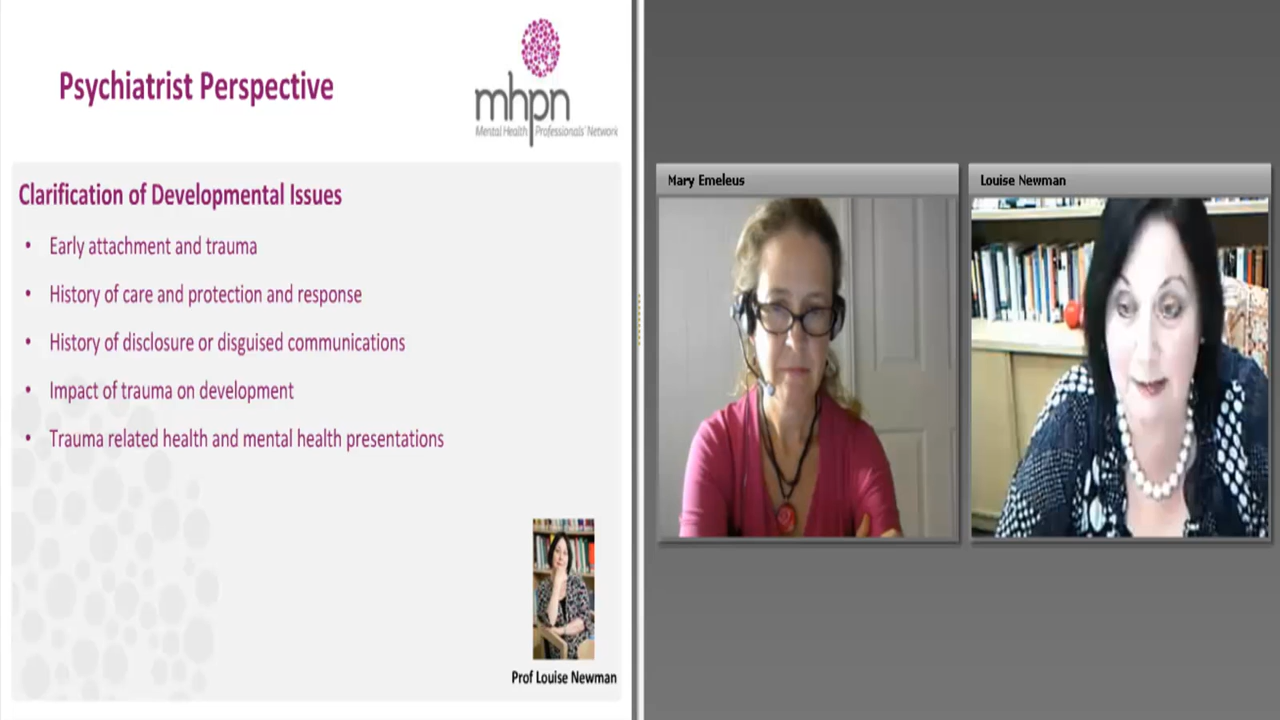 Psychiatrist Perspective
mhpn
Mental Health Professionals' Network
Clarification of Developmental Issues
• Early attachment and trauma
• History of care and protection and response
• History of disclosure or disguised communications
• Impact of trauma on development
• Trauma related health and mental health presentations
Prof Louise Newman
Mary Emeleus
Louise Newman